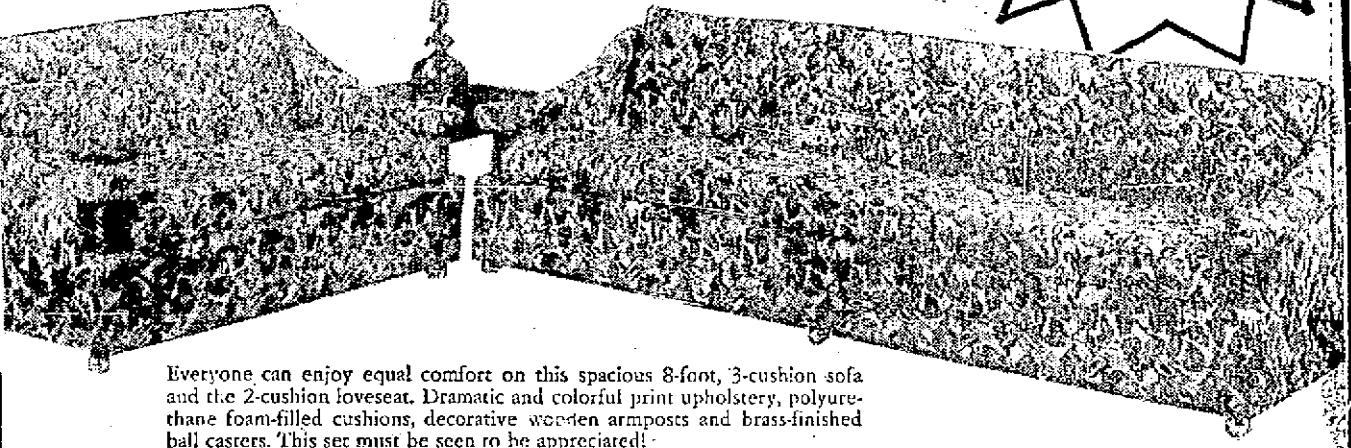 Everyone can enjoy equal comfort on this spacious 8-foot, 3-cushion sofa
and the 2-cushion loveseat. Dramatic and colorful print upholstery, polyure-
thane foam-filled cushions, decorative wooden armposts and brass-finished
ball casters. This set must be seen to be appreciated!